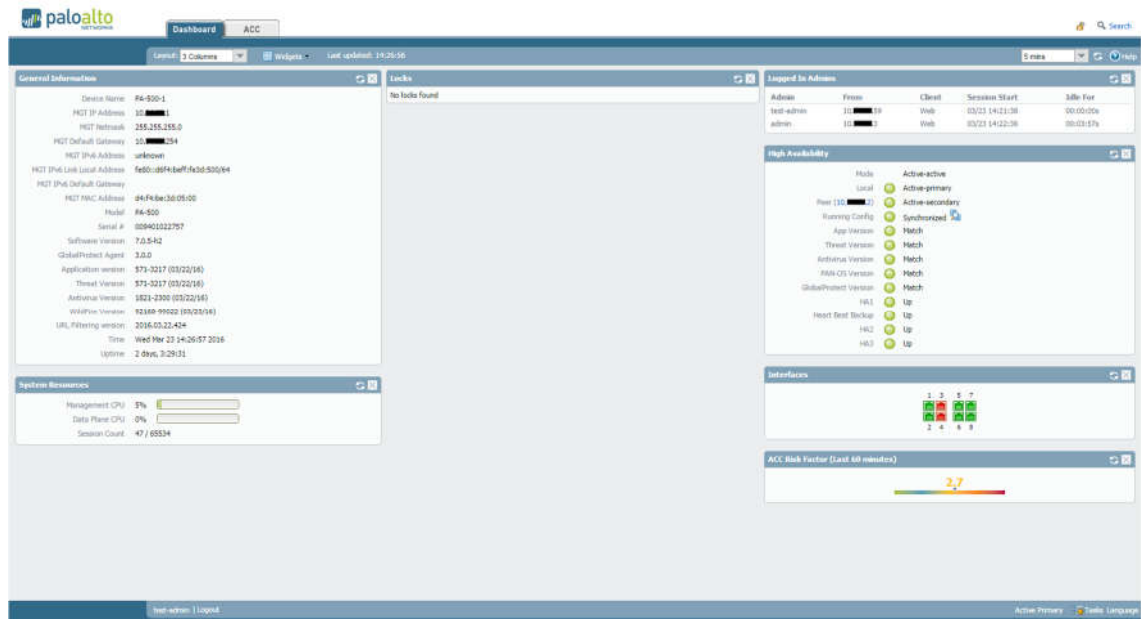 paloalto
NETWORKS
Dashboard ACC
Search
Layout: 3 Columns Widgets Last updated: 14:26:56
5 mins Help
General Information
Device Name PA-500-1
MGT IP Address 10. 1
MGT Netmask 255.255.255.0
MGT Default Gateway 10. 254
MGT IPv6 Address unknown
MGT IPv6 Link Local Address fe80::d6f4:beff:fe3d:500/64
MGT IPv6 Default Gateway
MGT MAC Address d4:f4:be:3d:05:00
Model PA-500
Serial # 009401022757
Software Version 7.0.5-h2
GlobalProtect Agent 3.0.0
Application version 571-3217 (03/22/16)
Threat Version 571-3217 (03/22/16)
Antivirus Version 1821-2300 (03/22/16)
WildFire Version (03/23/16)
URL Filtering version 2016.03.22.424
Time Wed Mar 23 14:26:57 2016
Uptime 2 days, 3:29:31
System Resources
Management CPU 5%
Data Plane CPU 0%
Session Count 47 / 65534
Locks
No locks found
Logged In Admins
Admin From Client Session Start Idle For
test-admin 10. 59 Web 03/23 14:21:38 00:00:00s
admin 10. 3 Web 03/23 14:22:38 00:03:57s
High Availability
Mode Active-active
Local Active-primary
Peer (10. 2) Active-secondary
Running Config Synchronized
App Version Match
Threat Version Match
Antivirus Version Match
PAN-OS Version Match
GlobalProtect Version Match
HA1 Up
Heart Beat Backup Up
HA2 Up
HA3 Up
Interfaces
1 3 5 7
2 4 6 8
ACC Risk Factor (Last 60 minutes)
2.7
test-admin | Logout
Active Primary Tasks Language